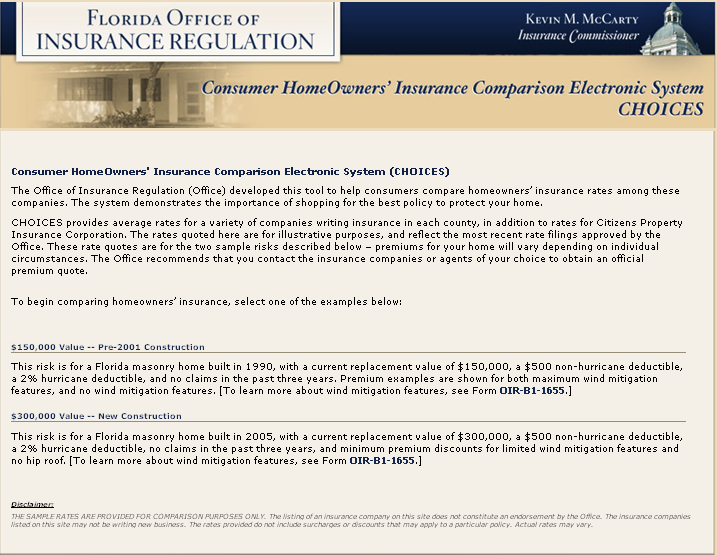 FLORIDA OFFICE OF
INSURANCE REGULATION
KEVIN M. MCCARTY
Insurance Commissioner
Consumer HomeOwners' Insurance Comparison Electronic System
CHOICES
Consumer HomeOwners' Insurance Comparison Electronic System (CHOICES)
The Office of Insurance Regulation (Office) developed this tool to help consumers compare homeowners' insurance rates among these
companies. The system demonstrates the importance of shopping for the best policy to protect your home.
CHOICES provides average rates for a variety of companies writing insurance in each county, in addition to rates for Citizens Property
Insurance Corporation. The rates quoted here are for illustrative purposes, and reflect the most recent rate filings approved by the
Office. These rate quotes are for the two sample risks described below – premiums for your home will vary depending on individual
circumstances. The Office recommends that you contact the insurance companies or agents of your choice to obtain an official
premium quote.
To begin comparing homeowners' insurance, select one of the examples below:
$150,000 Value -- Pre-2001 Construction
This risk is for a Florida masonry home built in 1990, with a current replacement value of $150,000, a $500 non-hurricane deductible,
a 2% hurricane deductible, and no claims in the past three years. Premium examples are shown for both maximum wind mitigation
features, and no wind mitigation features. [To learn more about wind mitigation features, see Form OIR-B1-1655.]
$300,000 Value -- New Construction
This risk is for a Florida masonry home built in 2005, with a current replacement value of $300,000, a $500 non-hurricane deductible,
a 2% hurricane deductible, no claims in the past three years, and minimum premium discounts for limited wind mitigation features and
no hip roof. [To learn more about wind mitigation features, see Form OIR-B1-1655.]
Disclaimer:
THE SAMPLE RATES ARE PROVIDED FOR COMPARISON PURPOSES ONLY. The listing of an insurance company on this site does not constitute an endorsement by the Office. The insurance companies
listed on this site may not be writing new business. The rates provided do not include surcharges or discounts that may apply to a particular policy. Actual rates may vary.